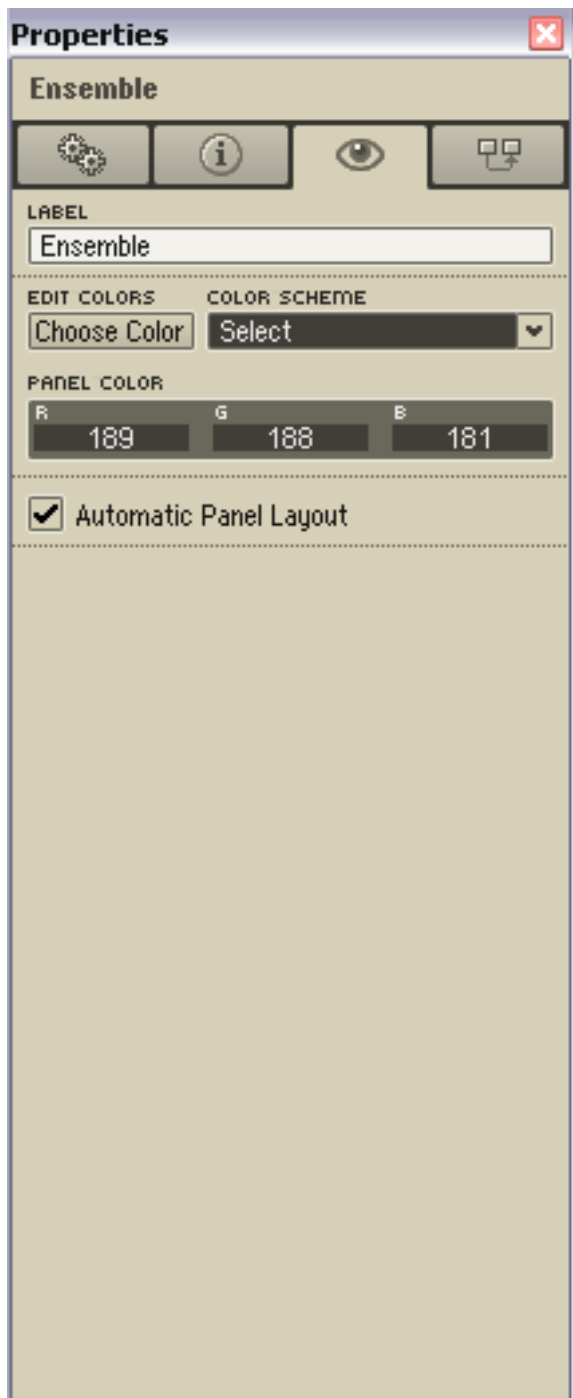 Properties
Ensemble
LABEL
Ensemble
EDIT COLORS COLOR SCHEME
Choose Color Select
PANEL COLOR
R G B
189 188 181
Automatic Panel Layout